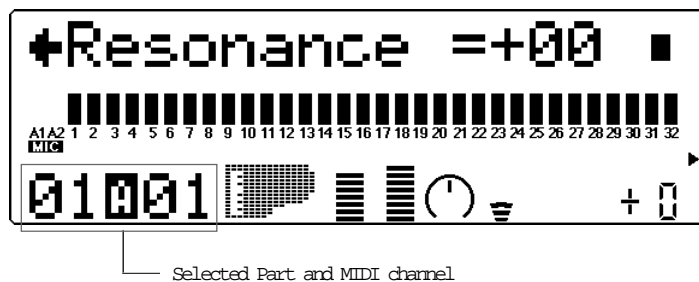 Resonance =+00
A1 A2 1 2 3 4 5 6 7 8 9 10 11 12 13 14 15 16 17 18 19 20 21 22 23 24 25 26 27 28 29 30 31 32
MIC
01A01 + 0
Selected Part and MIDI channel